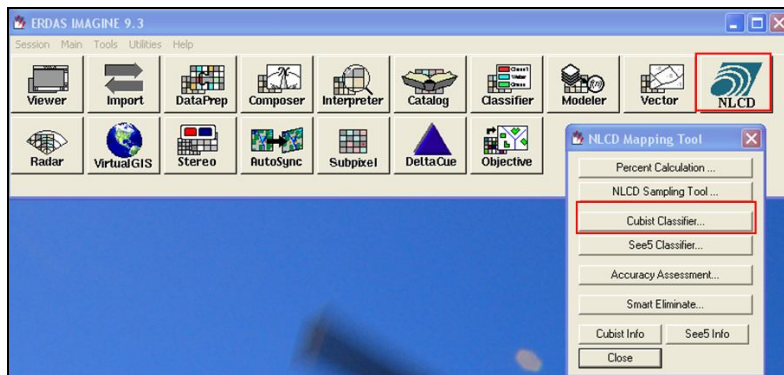 ERDAS IMAGINE 9.3
Session Main Tools Utilities Help
Viewer Import DataPrep Composer Interpreter Catalog Classifier Modeler Vector NLCD
Radar VirtualGIS Stereo AutoSync Subpixel DeltaCue Objective
NLCD Mapping Tool
Percent Calculation ...
NLCD Sampling Tool ...
Cubist Classifier...
See5 Classifier...
Accuracy Assessment...
Smart Eliminate...
Cubist Info See5 Info
Close